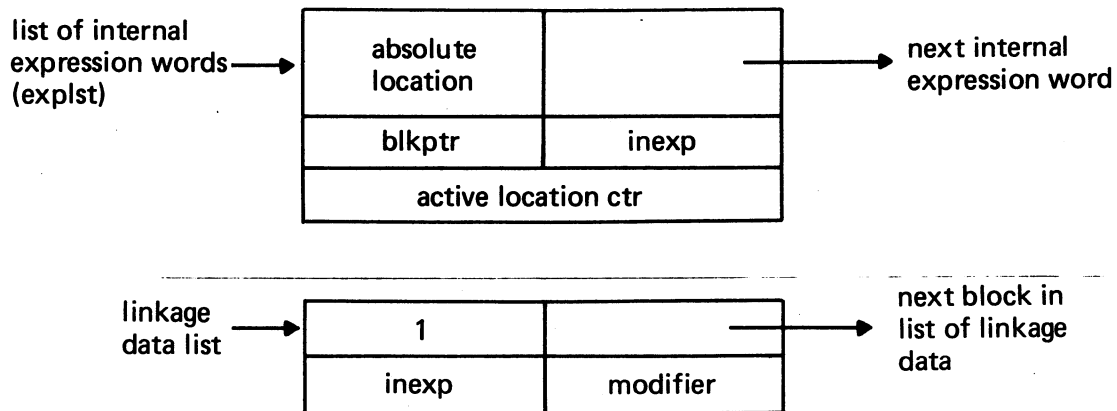 list of internal
expression words
(explst)
absolute
location
next internal
expression word
blkptr
inexp
active location ctr
linkage
data list
1
next block in
list of linkage
data
inexp
modifier